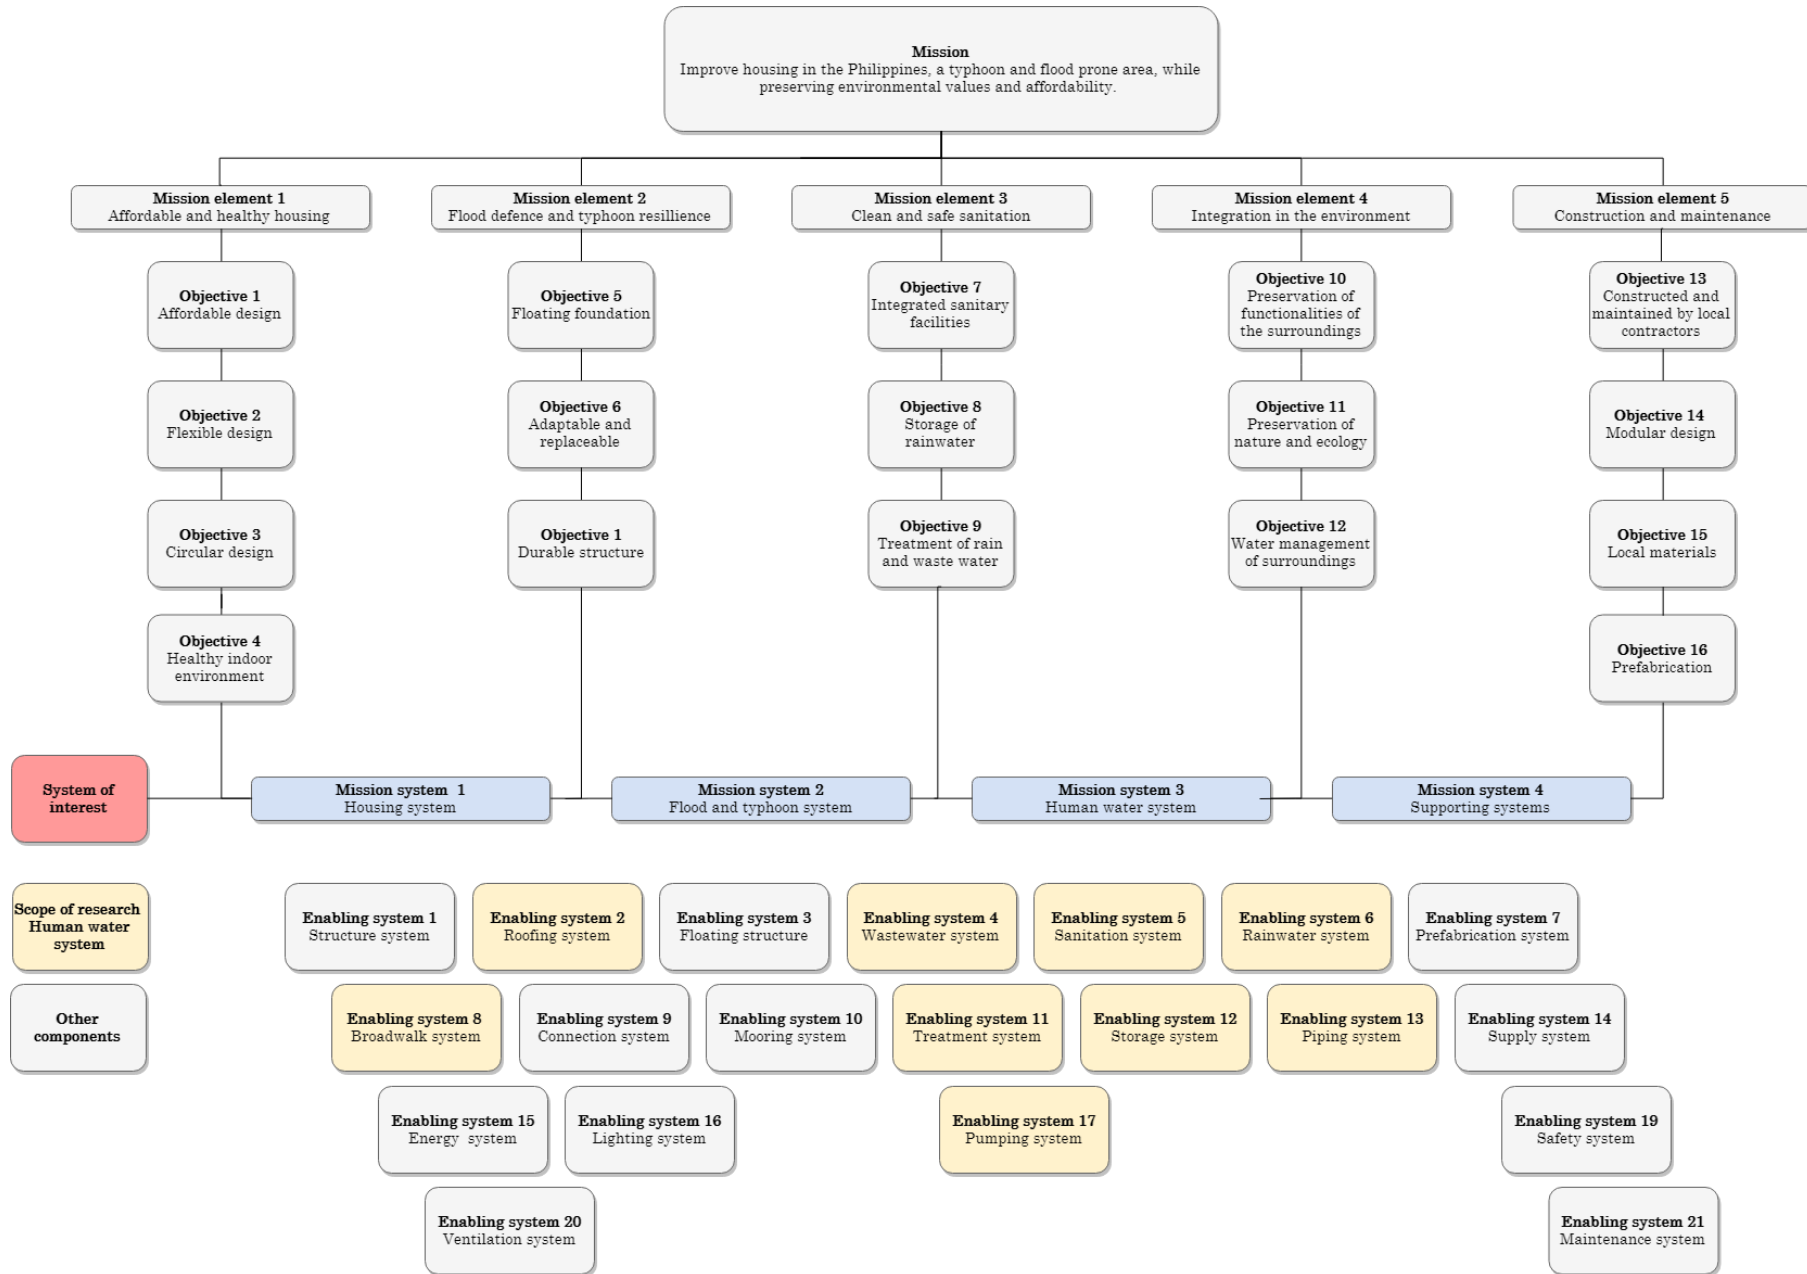 Mission
Improve housing in the Philippines, a typhoon and flood prone area, while
preserving environmental values and affordability.
Mission element 1
Affordable and healthy housing
Mission element 2
Flood defence and typhoon resillience
Mission element 3
Clean and safe sanitation
Mission element 4
Integration in the environment
Mission element 5
Construction and maintenance
Objective 1
Affordable design
Objective 5
Floating foundation
Objective 7
Integrated sanitary
facilities
Objective 10
Preservation of
functionalities of
the surroundings
Objective 13
Constructed and
maintained by local
contractors
Objective 2
Flexible design
Objective 6
Adaptable and
replaceable
Objective 8
Storage of
rainwater
Objective 11
Preservation of
nature and ecology
Objective 14
Modular design
Objective 3
Circular design
Objective 1
Durable structure
Objective 9
Treatment of rain
and waste water
Objective 12
Water management
of surroundings
Objective 15
Local materials
Objective 4
Healthy indoor
environment
Objective 16
Prefabrication
System of
interest
Mission system 1
Housing system
Mission system 2
Flood and typhoon system
Mission system 3
Human water system
Mission system 4
Supporting systems
Scope of research
Human water
system
Enabling system 1
Structure system
Enabling system 2
Roofing system
Enabling system 3
Floating structure
Enabling system 4
Wastewater system
Enabling system 5
Sanitation system
Enabling system 6
Rainwater system
Enabling system 7
Prefabrication system
Other
components
Enabling system 8
Broadwalk system
Enabling system 9
Connection system
Enabling system 10
Mooring system
Enabling system 11
Treatment system
Enabling system 12
Storage system
Enabling system 13
Piping system
Enabling system 14
Supply system
Enabling system 15
Energy system
Enabling system 16
Lighting system
Enabling system 17
Pumping system
Enabling system 19
Safety system
Enabling system 20
Ventilation system
Enabling system 21
Maintenance system